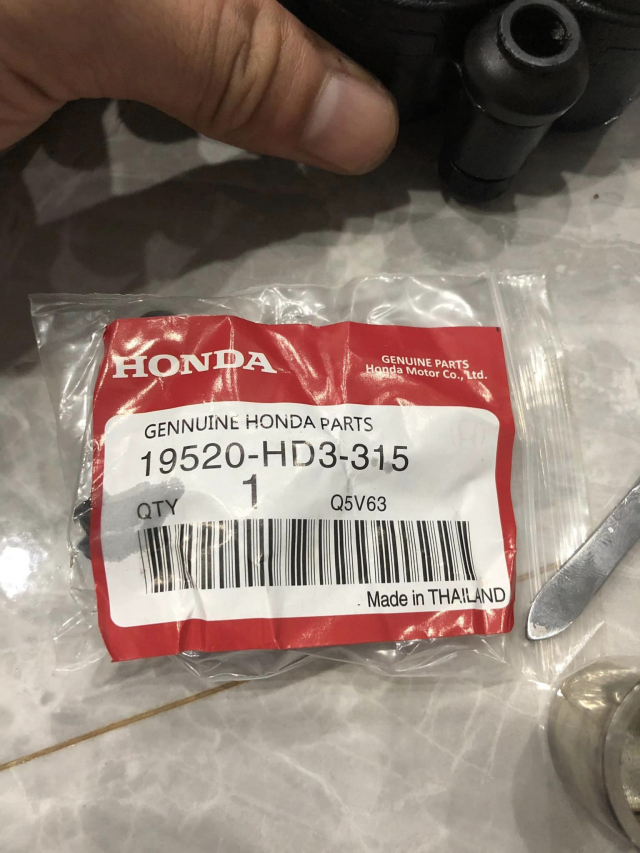 HONDA
GENUINE PARTS
Honda Motor Co., Ltd.
GENNUINE HONDA PARTS
19520-HD3-315
QTY 1 Q5V63
Made in THAILAND